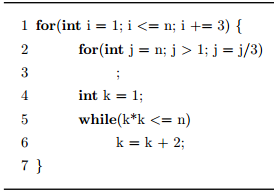 1 for(int i = 1; i <= n; i += 3) {
2 for(int j = n; j > 1; j = j/3)
3 ;
4 int k = 1;
5 while(k*k <= n)
6 k = k + 2;
7 }